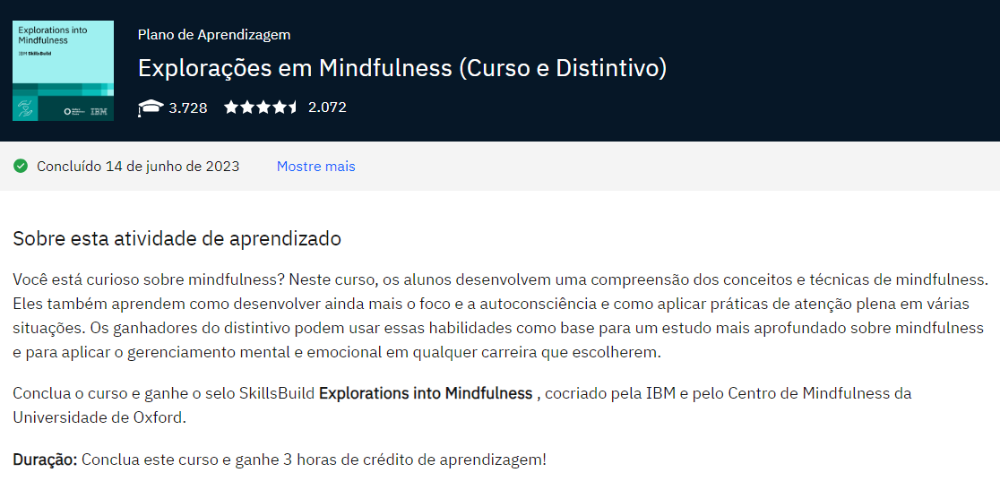 Explorations into
Mindfulness
IBM SkillsBuild
IBM
Plano de Aprendizagem
Explorações em Mindfulness (Curso e Distintivo)
3.728
2.072
Concluído 14 de junho de 2023
Mostre mais
Sobre esta atividade de aprendizado
Você está curioso sobre mindfulness? Neste curso, os alunos desenvolvem uma compreensão dos conceitos e técnicas de mindfulness.
Eles também aprendem como desenvolver ainda mais o foco e a autoconsciência e como aplicar práticas de atenção plena em várias
situações. Os ganhadores do distintivo podem usar essas habilidades como base para um estudo mais aprofundado sobre mindfulness
e para aplicar o gerenciamento mental e emocional em qualquer carreira que escolherem.
Conclua o curso e ganhe o selo SkillsBuild Explorations into Mindfulness , cocriado pela IBM e pelo Centro de Mindfulness da
Universidade de Oxford.
Duração: Conclua este curso e ganhe 3 horas de crédito de aprendizagem!